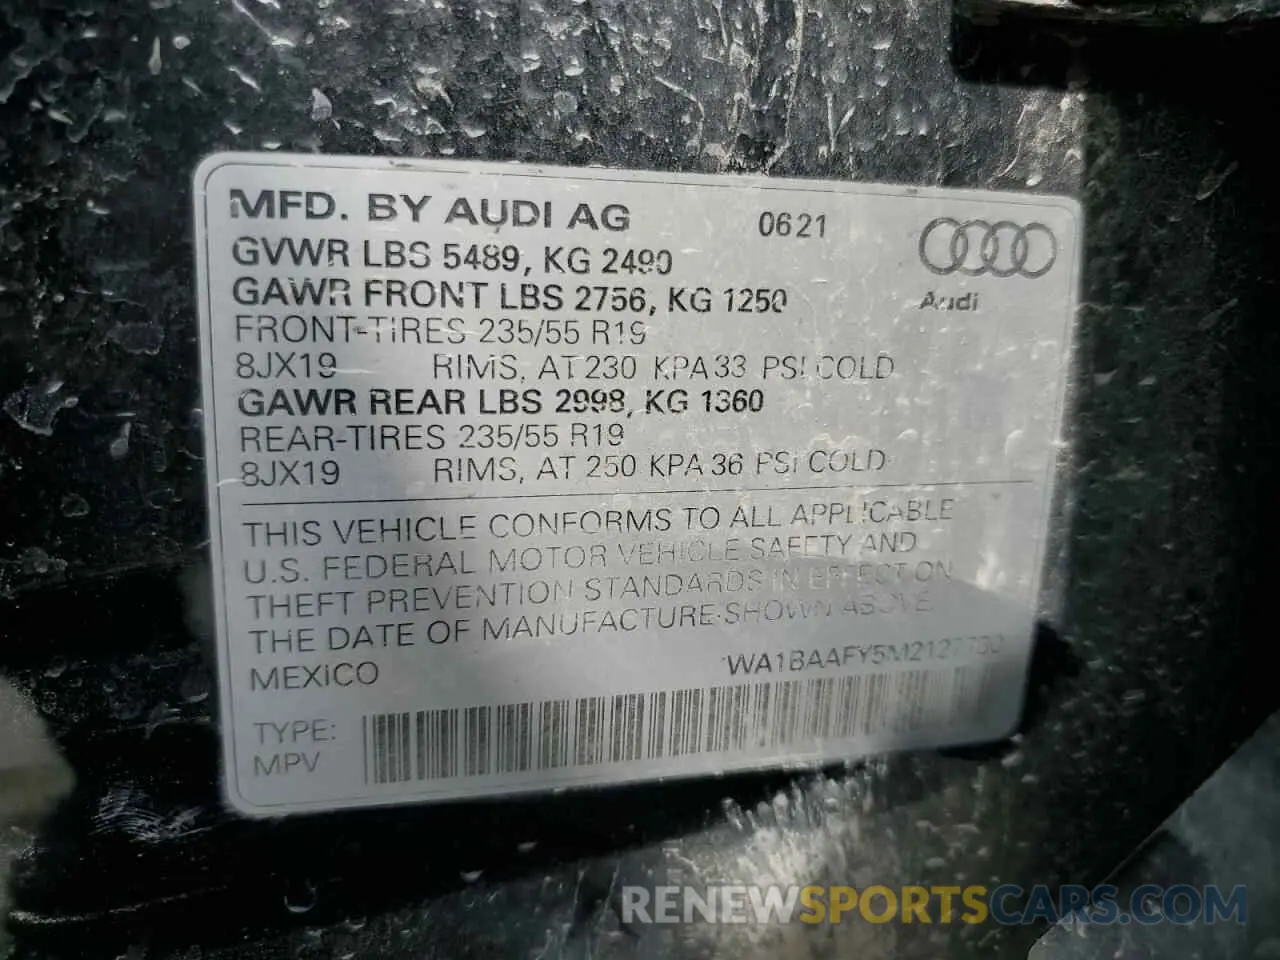 MFD. BY AUDI AG 0621
GVWR LBS 5489, KG 2490
GAWR FRONT LBS 2756, KG 1250
Audi
FRONT-TIRES 235/55 R19
8JX19 RIMS, AT 230 KPA 33 PSI COLD
GAWR REAR LBS 2998, KG 1360
REAR-TIRES 235/55 R19
8JX19 RIMS, AT 250 KPA 36 PSI COLD
THIS VEHICLE CONFORMS TO ALL APPLICABLE
U.S. FEDERAL MOTOR VEHICLE SAFETY AND
THEFT PREVENTION STANDARDS IN EFFECT ON
THE DATE OF MANUFACTURE SHOWN ABOVE
MEXICO
TYPE:
MPV
RENEWSPORTSCARS.COM